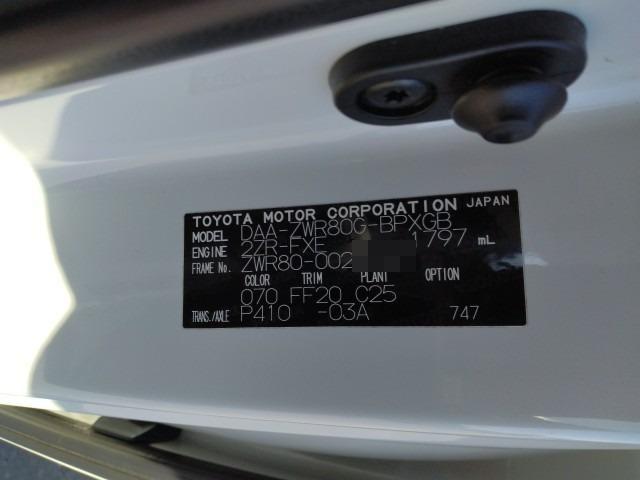 TOYOTA MOTOR CORPORATION JAPAN
MODEL DAA-ZWR80G-BPXGB
ENGINE 2ZR-FXE 1797 mL
FRAME No. ZWR80-002
COLOR TRIM PLANT OPTION
070 FF20 C25
TRANS./AXLE P410 -03A 747